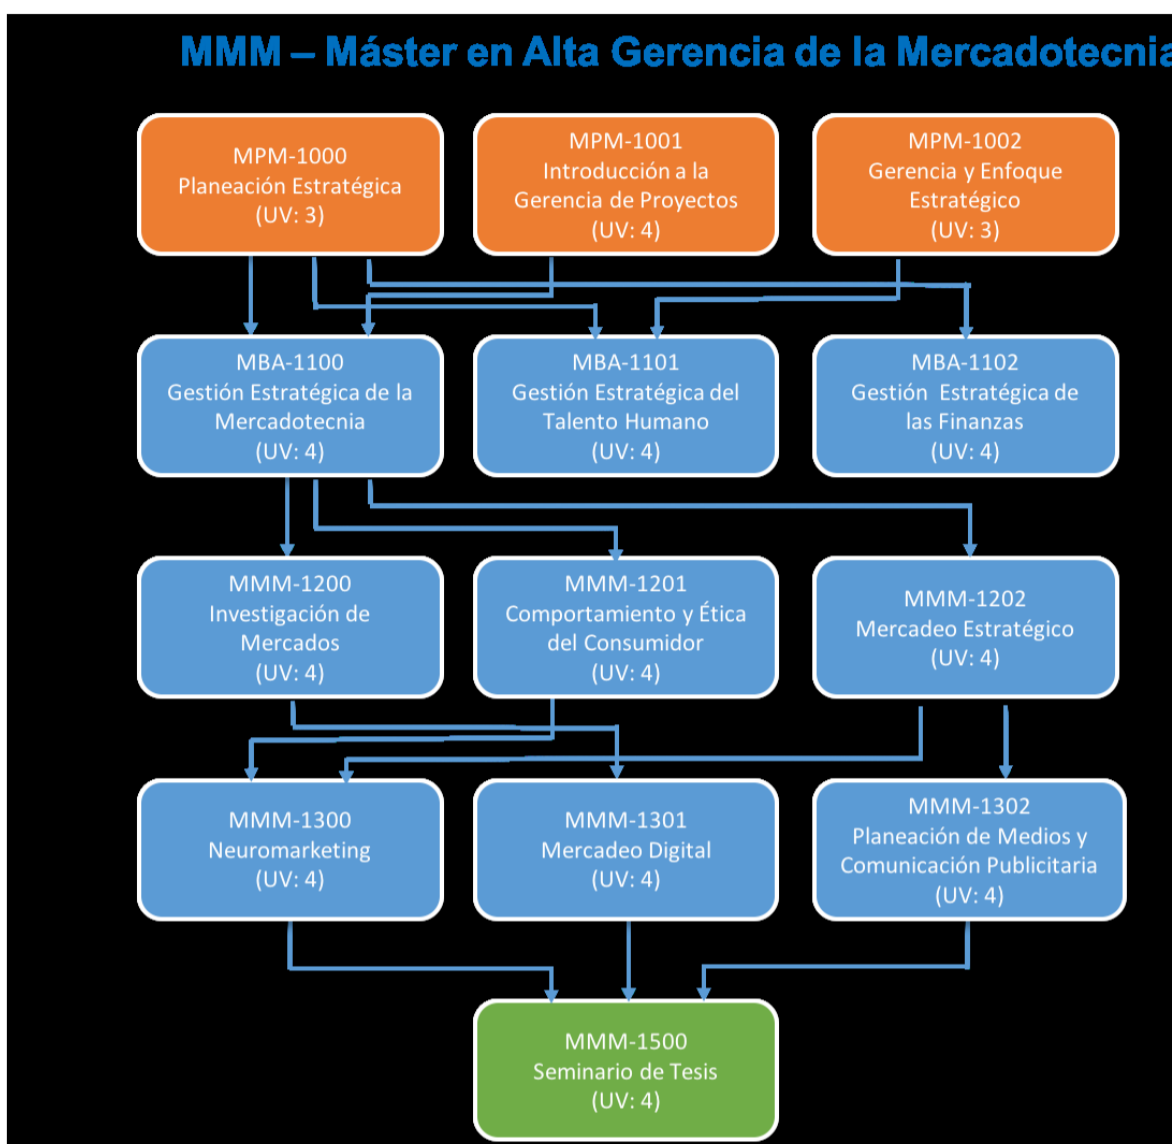 MMM – Máster en Alta Gerencia de la Mercadotecnia
MPM-1000
Planeación Estratégica
(UV: 3)
MPM-1001
Introducción a la
Gerencia de Proyectos
(UV: 4)
MPM-1002
Gerencia y Enfoque
Estratégico
(UV: 3)
MBA-1100
Gestión Estratégica de la
Mercadotecnia
(UV: 4)
MBA-1101
Gestión Estratégica del
Talento Humano
(UV: 4)
MBA-1102
Gestión Estratégica de
las Finanzas
(UV: 4)
MMM-1200
Investigación de
Mercados
(UV: 4)
MMM-1201
Comportamiento y Ética
del Consumidor
(UV: 4)
MMM-1202
Mercadeo Estratégico
(UV: 4)
MMM-1300
Neuromarketing
(UV: 4)
MMM-1301
Mercadeo Digital
(UV: 4)
MMM-1302
Planeación de Medios y
Comunicación Publicitaria
(UV: 4)
MMM-1500
Seminario de Tesis
(UV: 4)